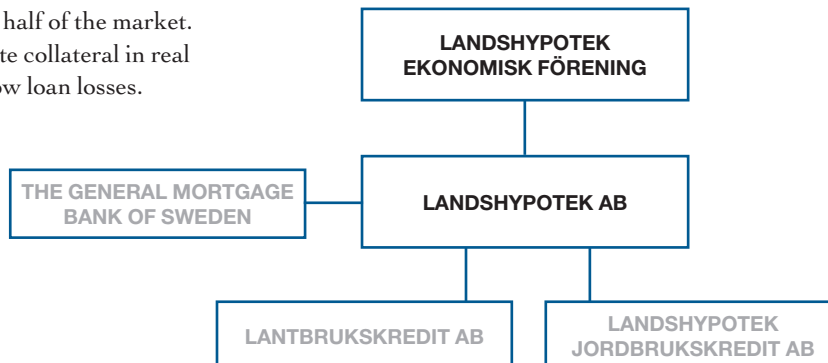 half of the market.
te collateral in real
ow loan losses.
LANDSHYPOTEK
EKONOMISK FÖRENING
THE GENERAL MORTGAGE
BANK OF SWEDEN
LANDSHYPOTEK AB
LANTBRUKSKREDIT AB
LANDSHYPOTEK
JORDBRUKSKREDIT AB